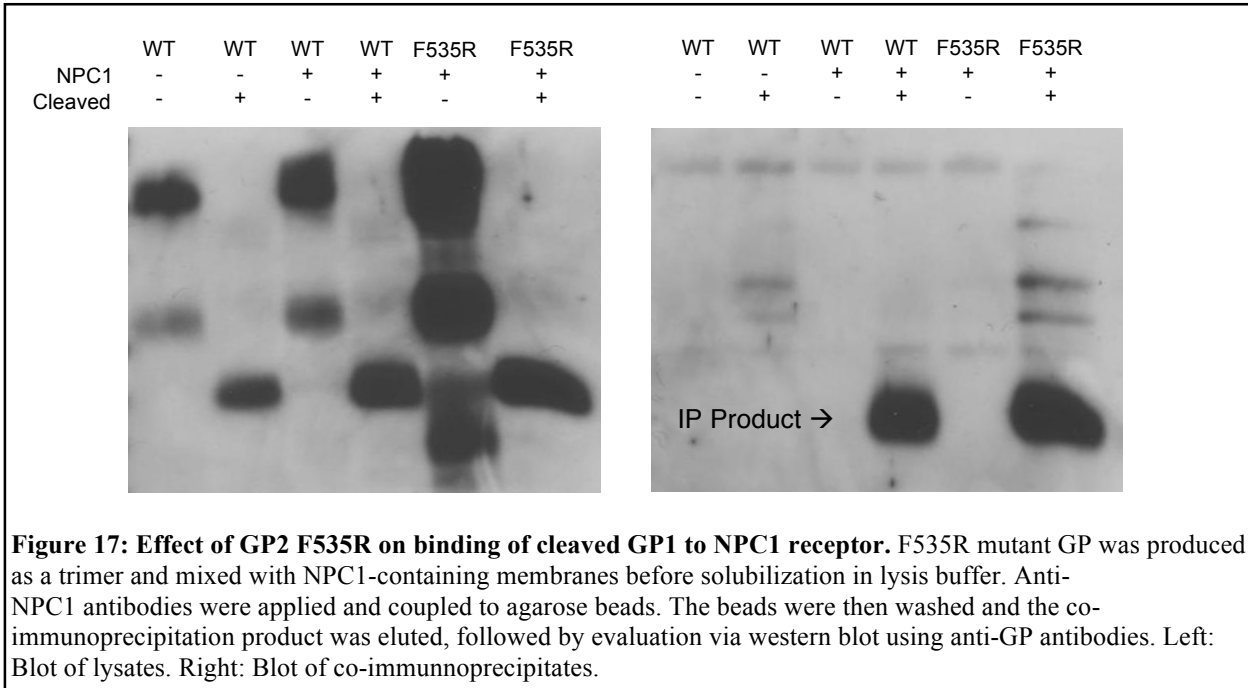 WT WT WT WT F535R F535R
NPC1 - - + + + +
Cleaved - + - + - +
WT WT WT WT F535R F535R
- - + + + +
- + - + - +
IP Product →
Figure 17: Effect of GP2 F535R on binding of cleaved GP1 to NPC1 receptor. F535R mutant GP was produced
as a trimer and mixed with NPC1-containing membranes before solubilization in lysis buffer. Anti-
NPC1 antibodies were applied and coupled to agarose beads. The beads were then washed and the co-
immunoprecipitation product was eluted, followed by evaluation via western blot using anti-GP antibodies. Left:
Blot of lysates. Right: Blot of co-immunnoprecipitates.